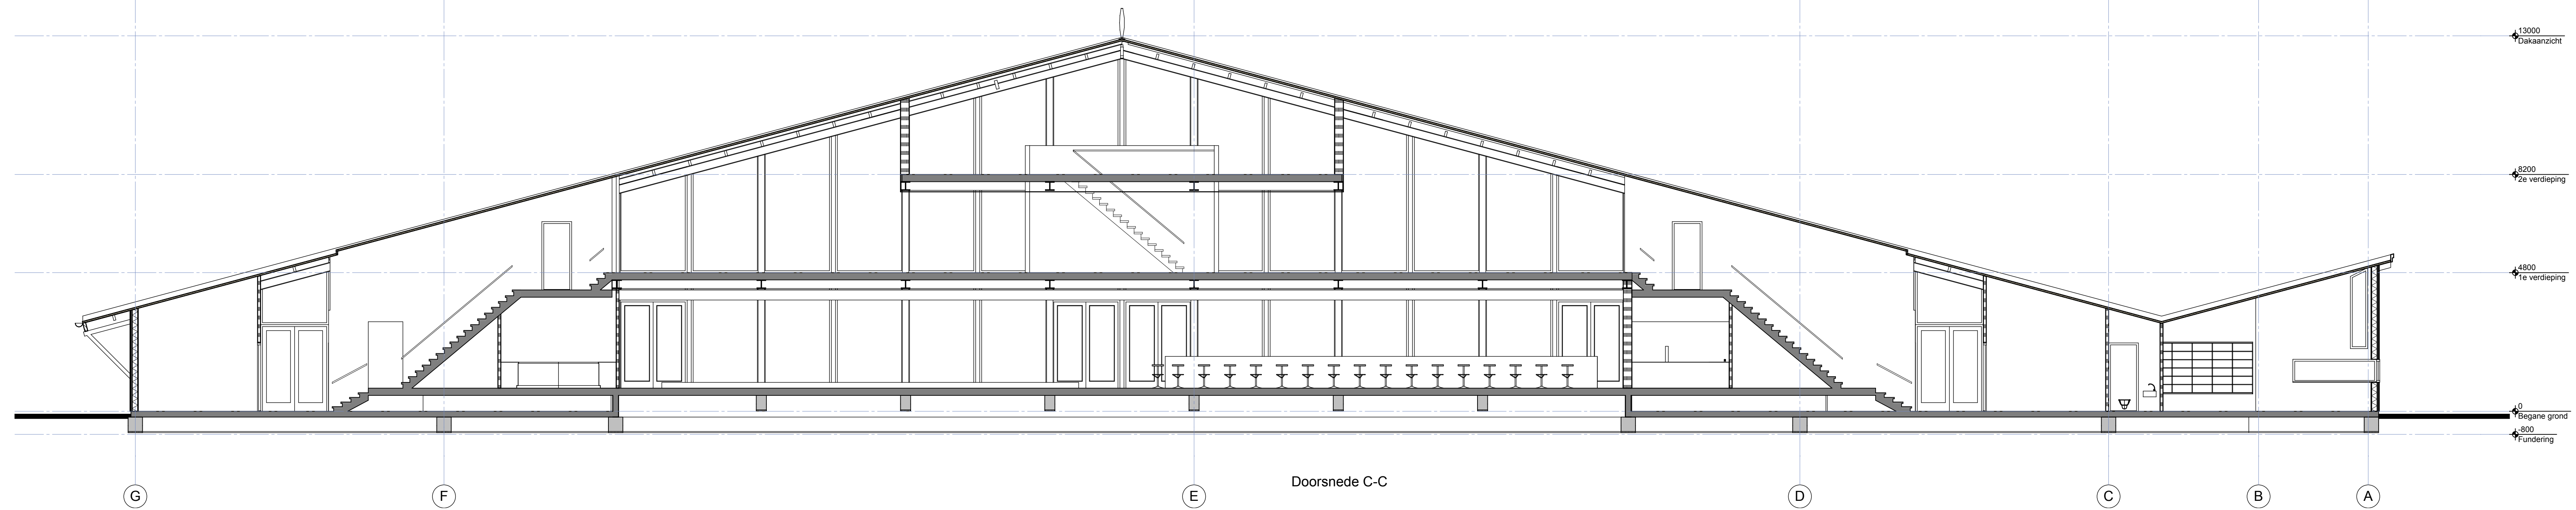 13000
Dakaanzicht
8200
2e verdieping
4800
1e verdieping
0
Begane grond
-800
Fundering
Doorsnede C-C
G F E D C B A